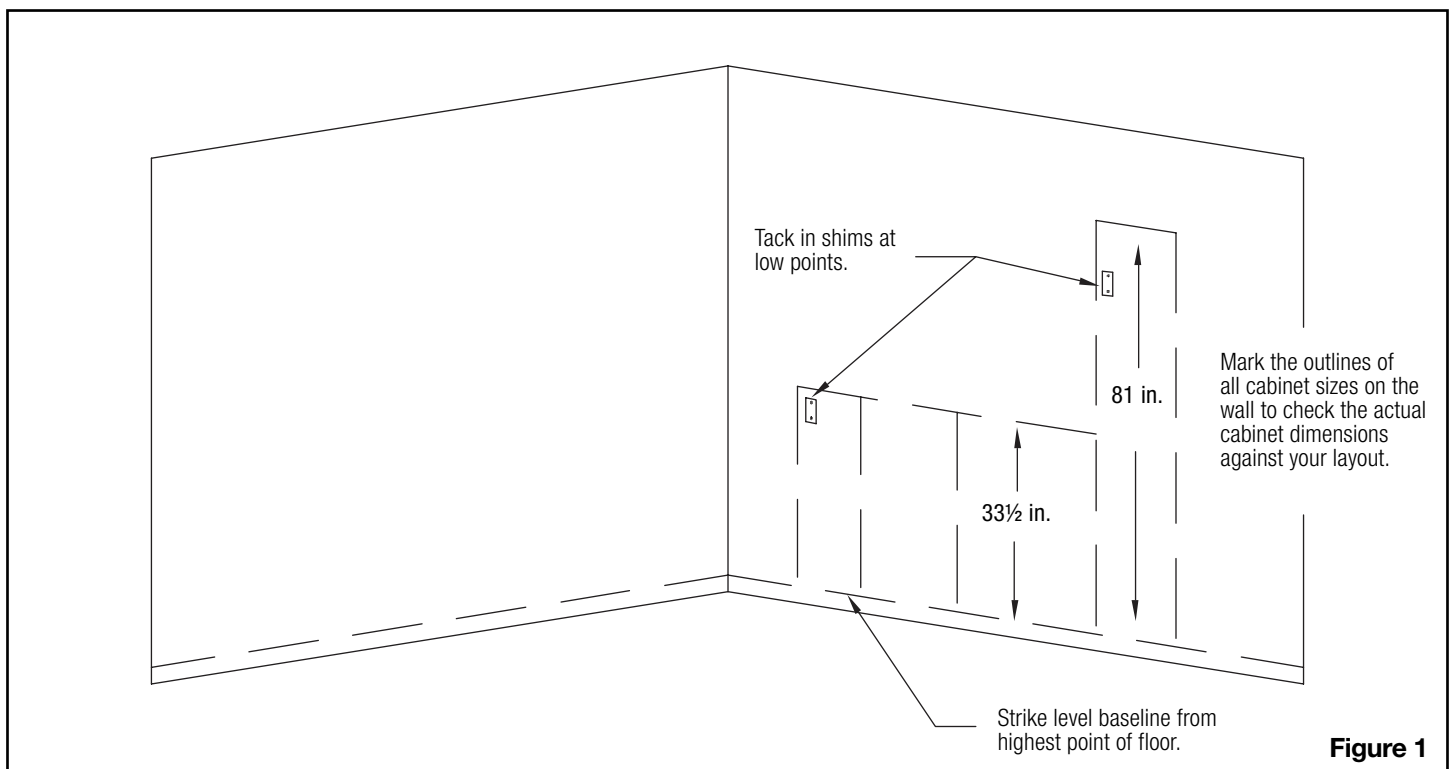 Tack in shims at
low points.
81 in.
Mark the outlines of
all cabinet sizes on the
wall to check the actual
cabinet dimensions
against your layout.
33½ in.
Strike level baseline from
highest point of floor.
Figure 1